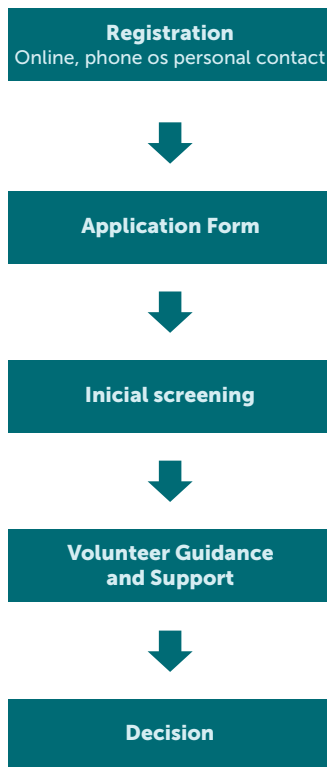 Registration
Online, phone os personal contact
Application Form
Inicial screening
Volunteer Guidance
and Support
Decision